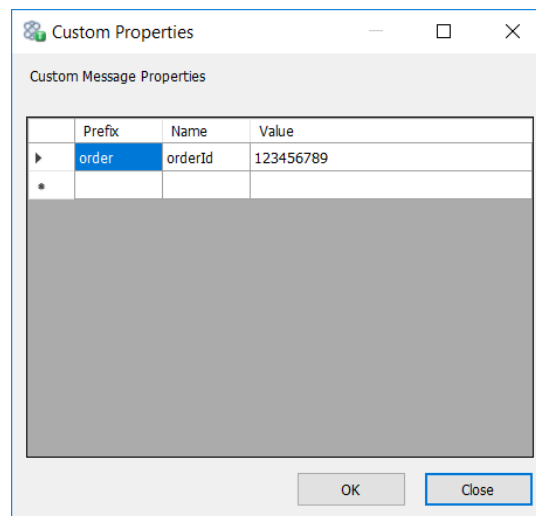 Custom Properties
Custom Message Properties
Prefix Name Value
order orderId 123456789
OK Close